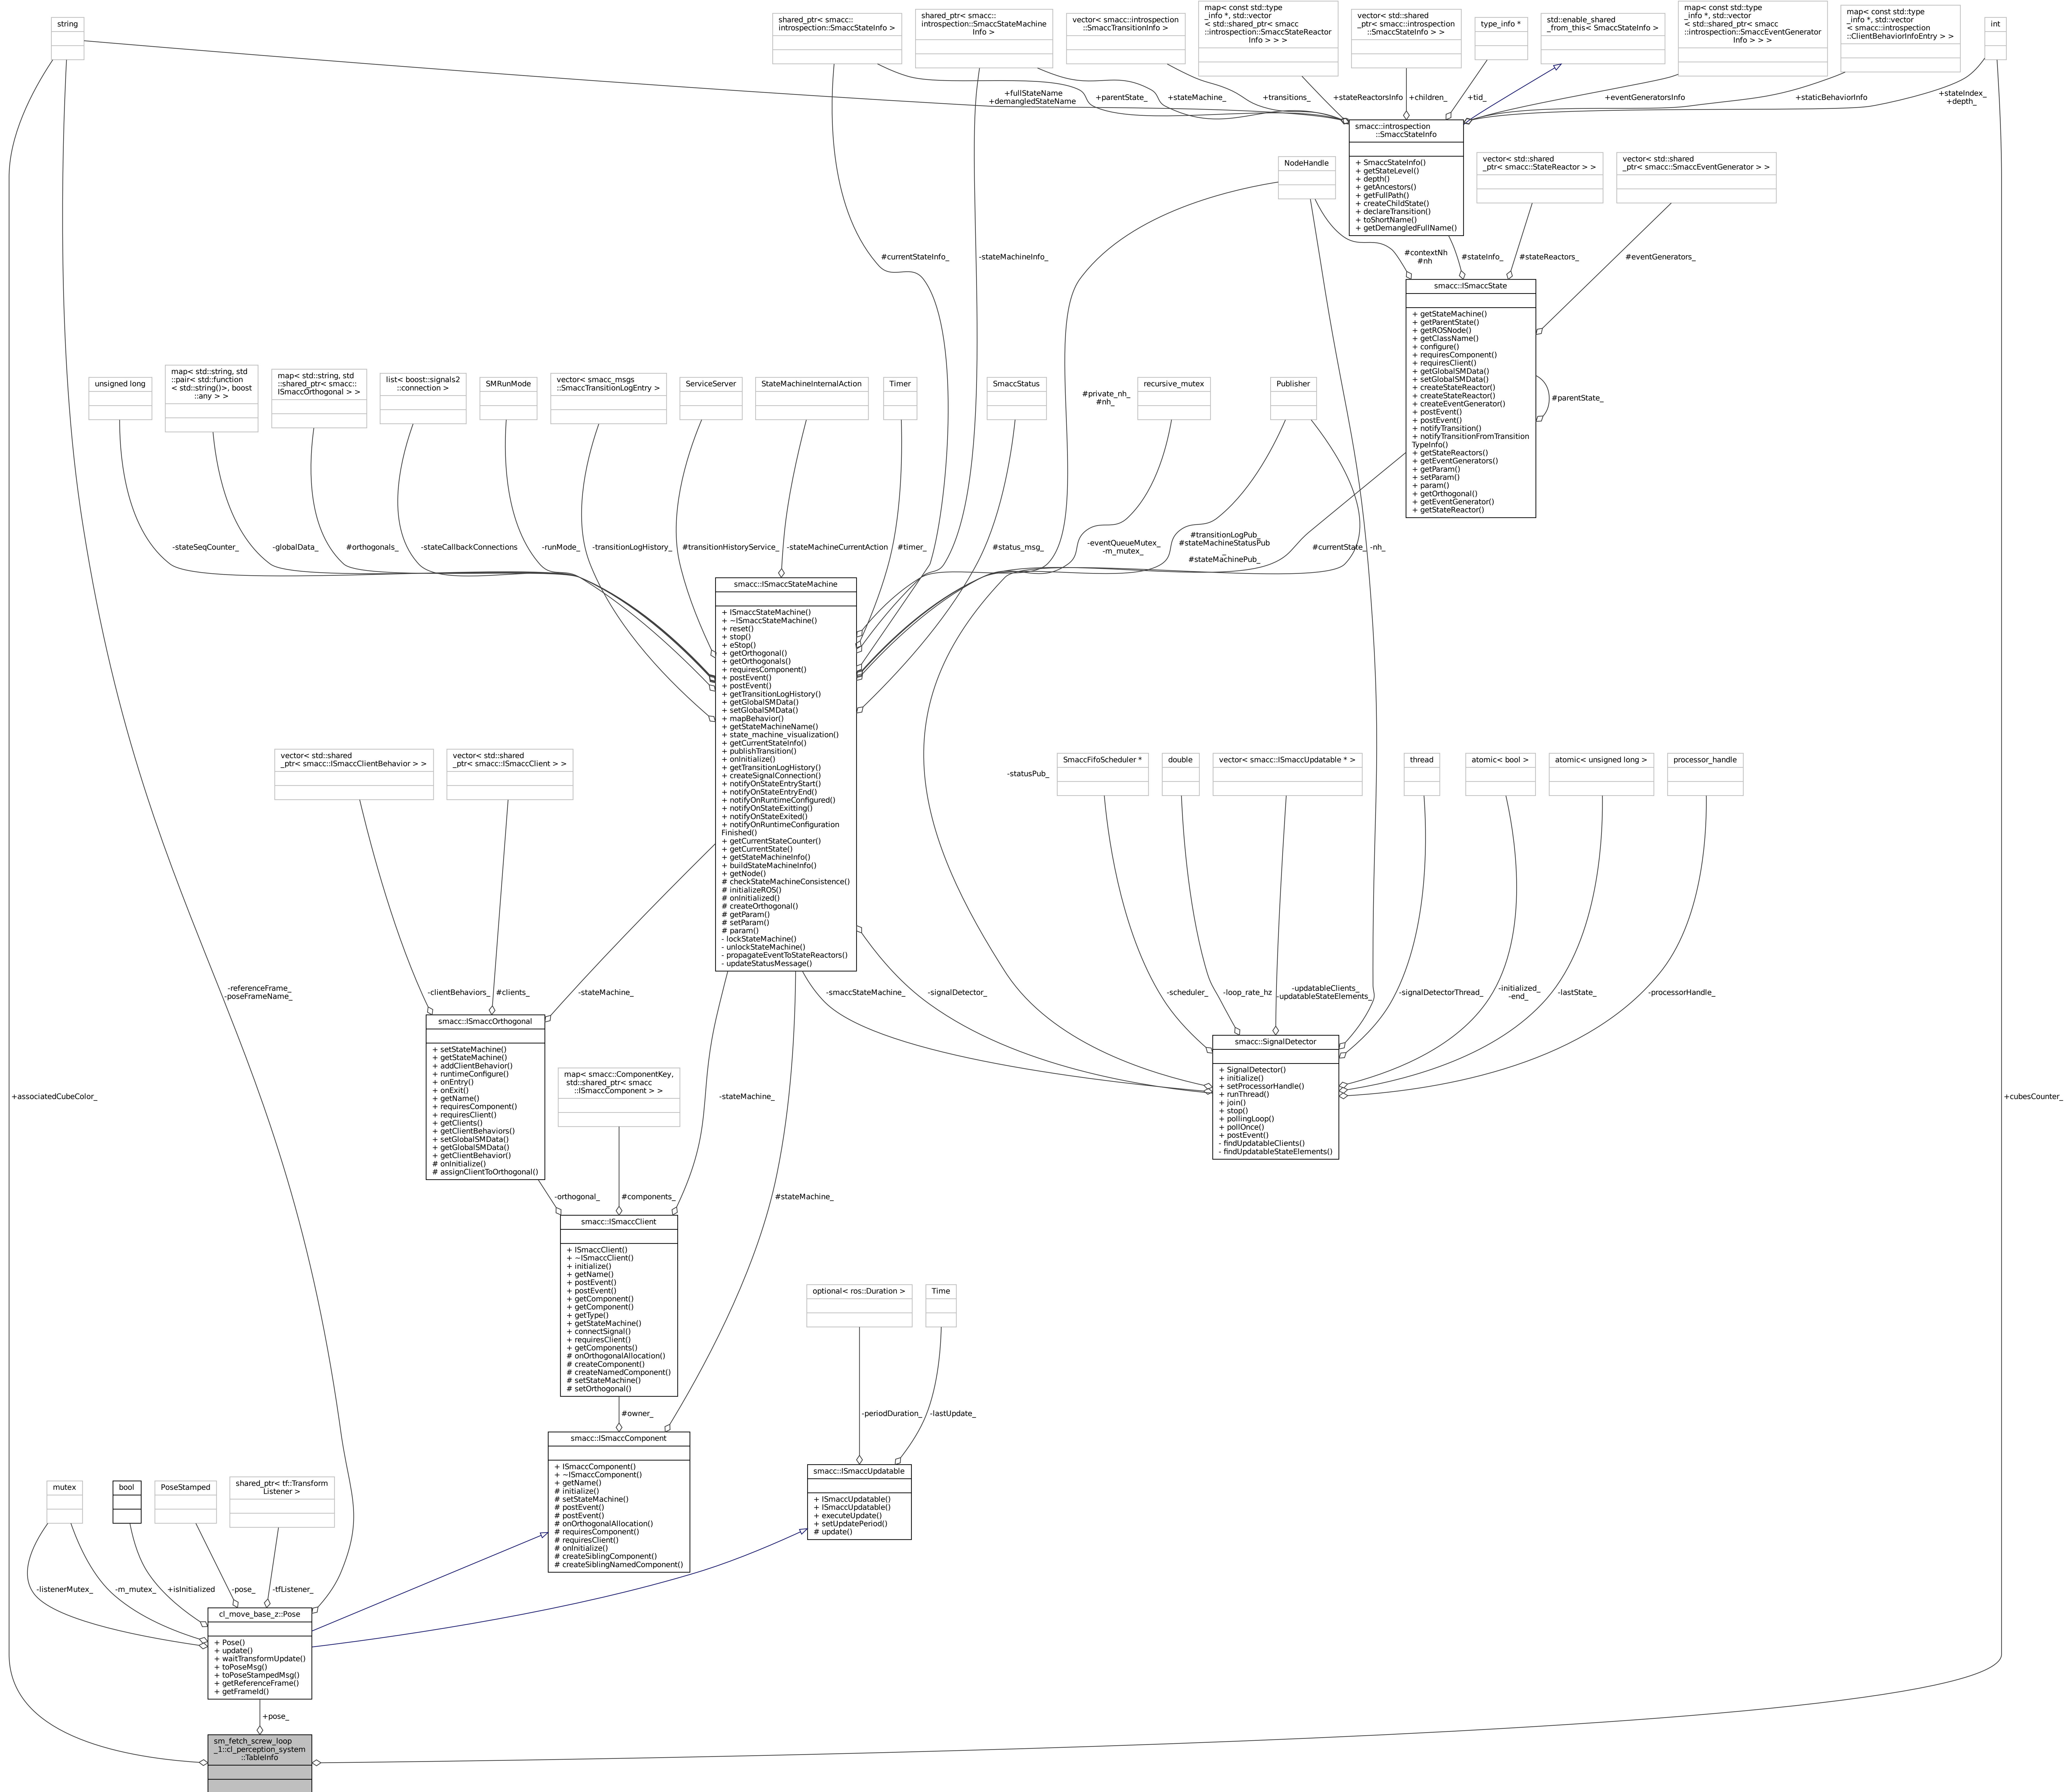 string
shared_ptr< smacc::
introspection::SmaccStateInfo >
shared_ptr< smacc::
introspection::SmaccStateMachine
Info >
vector< smacc::introspection
::SmaccTransitionInfo >
map< const std::type
_info *, std::vector
< std::shared_ptr< smacc
::introspection::SmaccStateReactor
Info > > >
vector< std::shared
_ptr< smacc::introspection
::SmaccStateInfo > >
type_info *
std::enable_shared
_from_this< SmaccStateInfo >
map< const std::type
_info *, std::vector
< std::shared_ptr< smacc
::introspection::SmaccEventGenerator
Info > > >
map< const std::type
_info *, std::vector
< smacc::introspection
::ClientBehaviorInfoEntry > >
int
+fullStateName
+demangledStateName
+parentState_
+stateMachine_
+transitions_
+stateReactorsInfo
+children_
+tid_
+eventGeneratorsInfo
+staticBehaviorInfo
+stateIndex_
+depth_
smacc::introspection
::SmaccStateInfo
+ SmaccStateInfo()
+ getStateLevel()
+ depth()
+ getAncestors()
+ getFullPath()
+ createChildState()
+ declareTransition()
+ toShortName()
+ getDemangledFullName()
NodeHandle
vector< std::shared
_ptr< smacc::StateReactor > >
vector< std::shared
_ptr< smacc::SmaccEventGenerator > >
#currentStateInfo_
-stateMachineInfo_
#contextNh
#nh
#stateInfo_
#stateReactors_
#eventGenerators_
smacc::ISmaccState
+ getStateMachine()
+ getParentState()
+ getROSNode()
+ getClassName()
+ configure()
+ requiresComponent()
+ requiresClient()
+ getGlobalSMData()
+ setGlobalSMData()
+ createStateReactor()
+ createStateReactor()
+ createEventGenerator()
+ postEvent()
+ postEvent()
+ notifyTransition()
+ notifyTransitionFromTransition
TypeInfo()
+ getStateReactors()
+ getEventGenerators()
+ getParam()
+ setParam()
+ param()
+ getOrthogonal()
+ getEventGenerator()
+ getStateReactor()
#parentState_
unsigned long
map< std::string, std
::pair< std::function
< std::string()>, boost
::any > >
map< std::string, std
::shared_ptr< smacc::
ISmaccOrthogonal > >
list< boost::signals2
::connection >
SMRunMode
vector< smacc_msgs
::SmaccTransitionLogEntry >
ServiceServer
StateMachineInternalAction
Timer
SmaccStatus
#private_nh_
#nh_
recursive_mutex
Publisher
-stateSeqCounter_
-globalData_
#orthogonals_
-stateCallbackConnections
-runMode_
-transitionLogHistory_
#transitionHistoryService_
-stateMachineCurrentAction
#timer_
#status_msg_
-eventQueueMutex_
-m_mutex_
#transitionLogPub_
#stateMachineStatusPub
_
#stateMachinePub_
#currentState_
-nh_
smacc::ISmaccStateMachine
+ ISmaccStateMachine()
+ ~ISmaccStateMachine()
+ reset()
+ stop()
+ eStop()
+ getOrthogonal()
+ getOrthogonals()
+ requiresComponent()
+ postEvent()
+ postEvent()
+ getTransitionLogHistory()
+ getGlobalSMData()
+ setGlobalSMData()
+ mapBehavior()
+ getStateMachineName()
+ state_machine_visualization()
+ getCurrentStateInfo()
+ publishTransition()
+ onInitialize()
+ getTransitionLogHistory()
+ createSignalConnection()
+ notifyOnStateEntryStart()
+ notifyOnStateEntryEnd()
+ notifyOnRuntimeConfigured()
+ notifyOnStateExitting()
+ notifyOnStateExited()
+ notifyOnRuntimeConfiguration
Finished()
+ getCurrentStateCounter()
+ getCurrentState()
+ getStateMachineInfo()
+ buildStateMachineInfo()
+ getNode()
# checkStateMachineConsistence()
# initializeROS()
# onInitialized()
# createOrthogonal()
# getParam()
# setParam()
# param()
- lockStateMachine()
- unlockStateMachine()
- propagateEventToStateReactors()
- updateStatusMessage()
vector< std::shared
_ptr< smacc::ISmaccClientBehavior > >
vector< std::shared
_ptr< smacc::ISmaccClient > >
-statusPub_
SmaccFifoScheduler *
double
vector< smacc::ISmaccUpdatable * >
thread
atomic< bool >
atomic< unsigned long >
processor_handle
-referenceFrame_
-poseFrameName_
-clientBehaviors_
#clients_
-stateMachine_
-smaccStateMachine_
-signalDetector_
-scheduler_
-loop_rate_hz
-updatableClients_
-updatableStateElements_
-signalDetectorThread_
-initialized_
-end_
-lastState_
-processorHandle_
smacc::ISmaccOrthogonal
+ setStateMachine()
+ getStateMachine()
+ addClientBehavior()
+ runtimeConfigure()
+ onEntry()
+ onExit()
+ getName()
+ requiresComponent()
+ requiresClient()
+ getClients()
+ getClientBehaviors()
+ setGlobalSMData()
+ getGlobalSMData()
+ getClientBehavior()
# onInitialize()
# assignClientToOrthogonal()
smacc::SignalDetector
+ SignalDetector()
+ initialize()
+ setProcessorHandle()
+ runThread()
+ join()
+ stop()
+ pollingLoop()
+ pollOnce()
+ postEvent()
- findUpdatableClients()
- findUpdatableStateElements()
map< smacc::ComponentKey,
std::shared_ptr< smacc
::ISmaccComponent > >
-stateMachine_
+associatedCubeColor_
+cubesCounter_
-orthogonal_
#components_
#stateMachine_
smacc::ISmaccClient
+ ISmaccClient()
+ ~ISmaccClient()
+ initialize()
+ getName()
+ postEvent()
+ postEvent()
+ getComponent()
+ getComponent()
+ getType()
+ getStateMachine()
+ connectSignal()
+ requiresClient()
+ getComponents()
# onOrthogonalAllocation()
# createComponent()
# createNamedComponent()
# setStateMachine()
# setOrthogonal()
optional< ros::Duration >
Time
#owner_
-periodDuration_
-lastUpdate_
smacc::ISmaccComponent
+ ISmaccComponent()
+ ~ISmaccComponent()
+ getName()
# initialize()
# setStateMachine()
# postEvent()
# postEvent()
# onOrthogonalAllocation()
# requiresComponent()
# requiresClient()
# onInitialize()
# createSiblingComponent()
# createSiblingNamedComponent()
smacc::ISmaccUpdatable
+ ISmaccUpdatable()
+ ISmaccUpdatable()
+ executeUpdate()
+ setUpdatePeriod()
# update()
mutex
bool
PoseStamped
shared_ptr< tf::Transform
Listener >
-listenerMutex_
-m_mutex_
+isInitialized
-pose_
-tfListener_
cl_move_base_z::Pose
+ Pose()
+ update()
+ waitTransformUpdate()
+ toPoseMsg()
+ toPoseStampedMsg()
+ getReferenceFrame()
+ getFrameId()
+pose_
sm_fetch_screw_loop
_1::cl_perception_system
::TableInfo